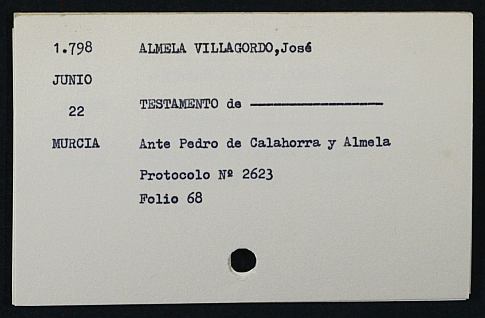 1.798 ALMELA VILLAGORDO,José
JUNIO
22 TESTAMENTO de ——————————
MURCIA Ante Pedro de Calahorra y Almela
Protocolo Nº 2623
Folio 68